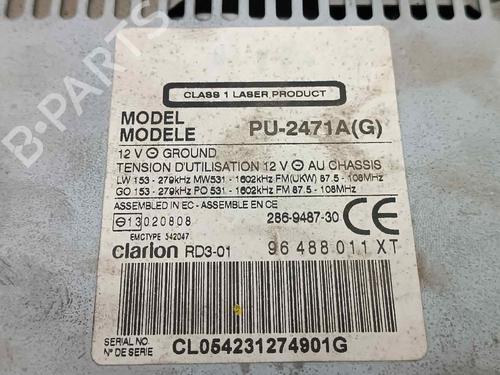 CLASS 1 LASER PRODUCT
MODEL
MODELE PU-2471A(G)
12 V ⊖ GROUND
TENSION D'UTILISATION 12 V ⊖ AU CHASSIS
LW 153 - 279kHz MW531 - 1602kHz FM(UKW) 87.5 - 108MHz
GO 153 - 279kHz PO 531 - 1602kHz FM 87.5 - 108MHz
ASSEMBLED IN EC - ASSEMBLE EN CE
13 020808 286-9487-30 CE
EMCTYPE 542047
clarion RD3-01 96 488 011 XT
SERIAL NO
N° DE SERIE CL054231274901G
B-PARTS